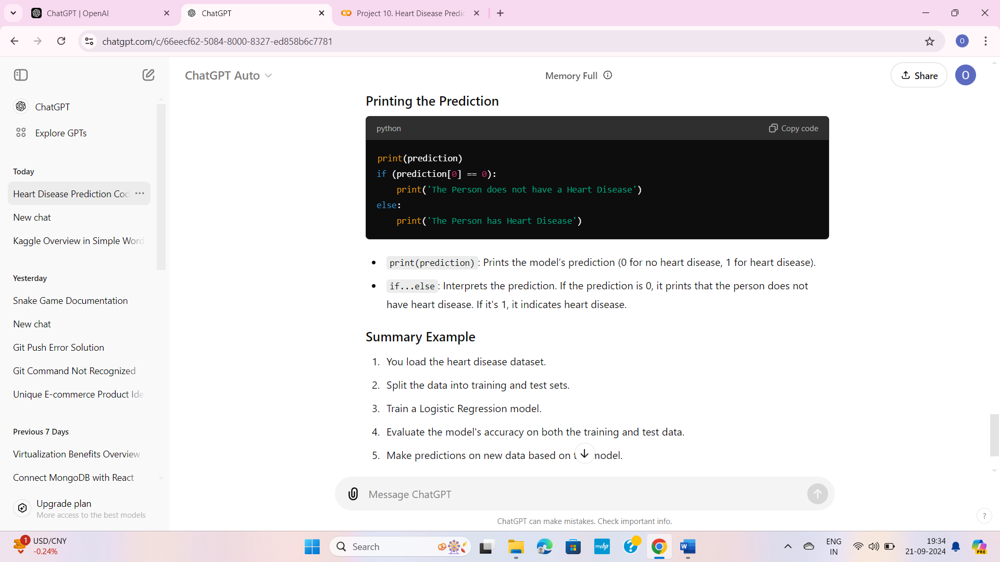 ChatGPT | OpenAI
ChatGPT
Project 10. Heart Disease Predic
chatgpt.com/c/66eecf62-5084-8000-8327-ed858b6c7781
O
ChatGPT Auto
Memory Full
Share
O
ChatGPT
Explore GPTs
Today
Heart Disease Prediction Cod
New chat
Kaggle Overview in Simple Word
Yesterday
Snake Game Documentation
New chat
Git Push Error Solution
Git Command Not Recognized
Unique E-commerce Product Ide
Previous 7 Days
Virtualization Benefits Overview
Connect MongoDB with React
Upgrade plan
More access to the best models
Printing the Prediction
python
Copy code
print(prediction)
if (prediction[0] == 0):
    print('The Person does not have a Heart Disease')
else:
    print('The Person has Heart Disease')
• print(prediction): Prints the model’s prediction (0 for no heart disease, 1 for heart disease).
• if...else: Interprets the prediction. If the prediction is 0, it prints that the person does not
have heart disease. If it's 1, it indicates heart disease.
Summary Example
1. You load the heart disease dataset.
2. Split the data into training and test sets.
3. Train a Logistic Regression model.
4. Evaluate the model's accuracy on both the training and test data.
5. Make predictions on new data based on model.
Message ChatGPT
ChatGPT can make mistakes. Check important info.
?
1
USD/CNY
-0.24%
Search
myhp
?
W
ENG
IN
19:34
21-09-2024
PRE